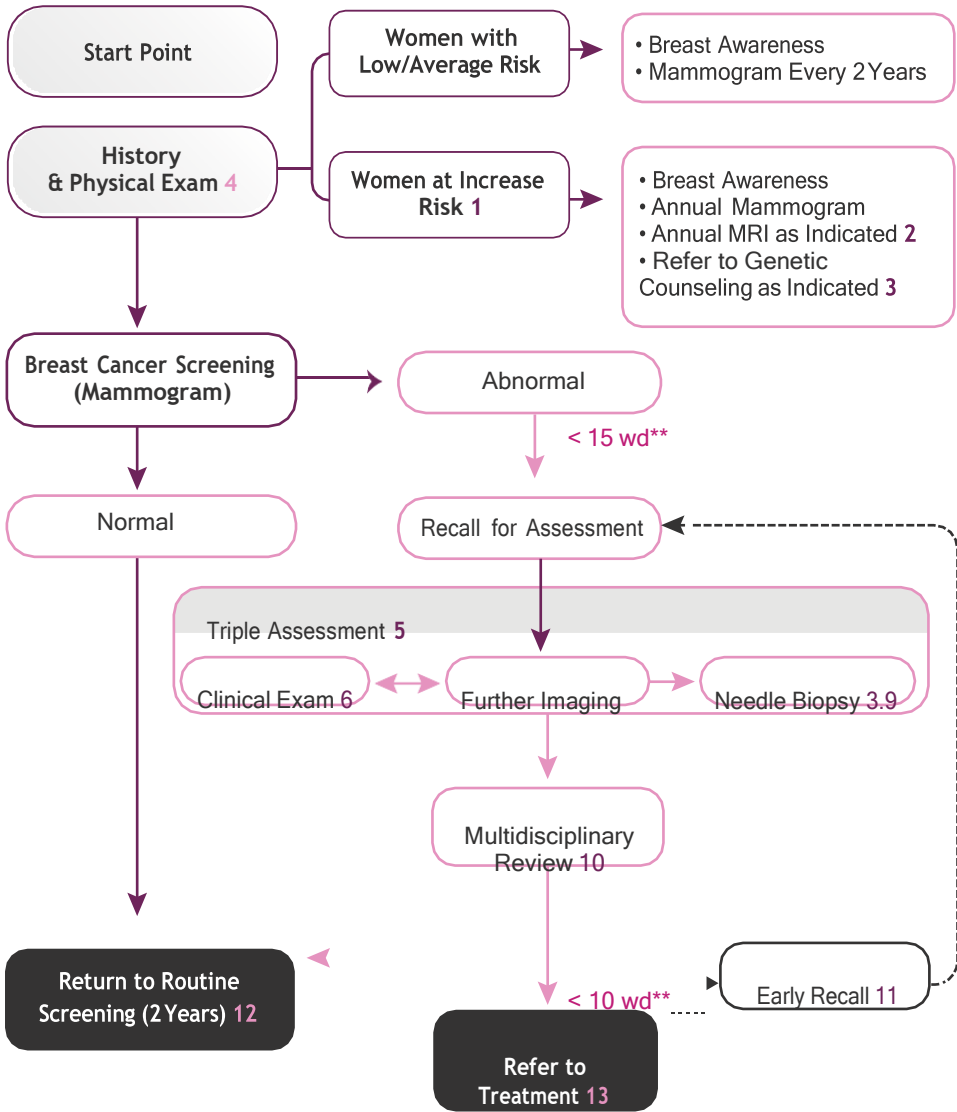 Start Point
Women with
Low/Average Risk
• Breast Awareness
• Mammogram Every 2 Years
History
& Physical Exam 4
Women at Increase
Risk 1
• Breast Awareness
• Annual Mammogram
• Annual MRI as Indicated 2
• Refer to Genetic
Counseling as Indicated 3
Breast Cancer Screening
(Mammogram)
Abnormal
< 15 wd**
Normal
Recall for Assessment
Triple Assessment 5
Clinical Exam 6
Further Imaging
Needle Biopsy 3.9
Multidisciplinary
Review 10
Return to Routine
Screening (2 Years) 12
< 10 wd**
Early Recall 11
Refer to
Treatment 13